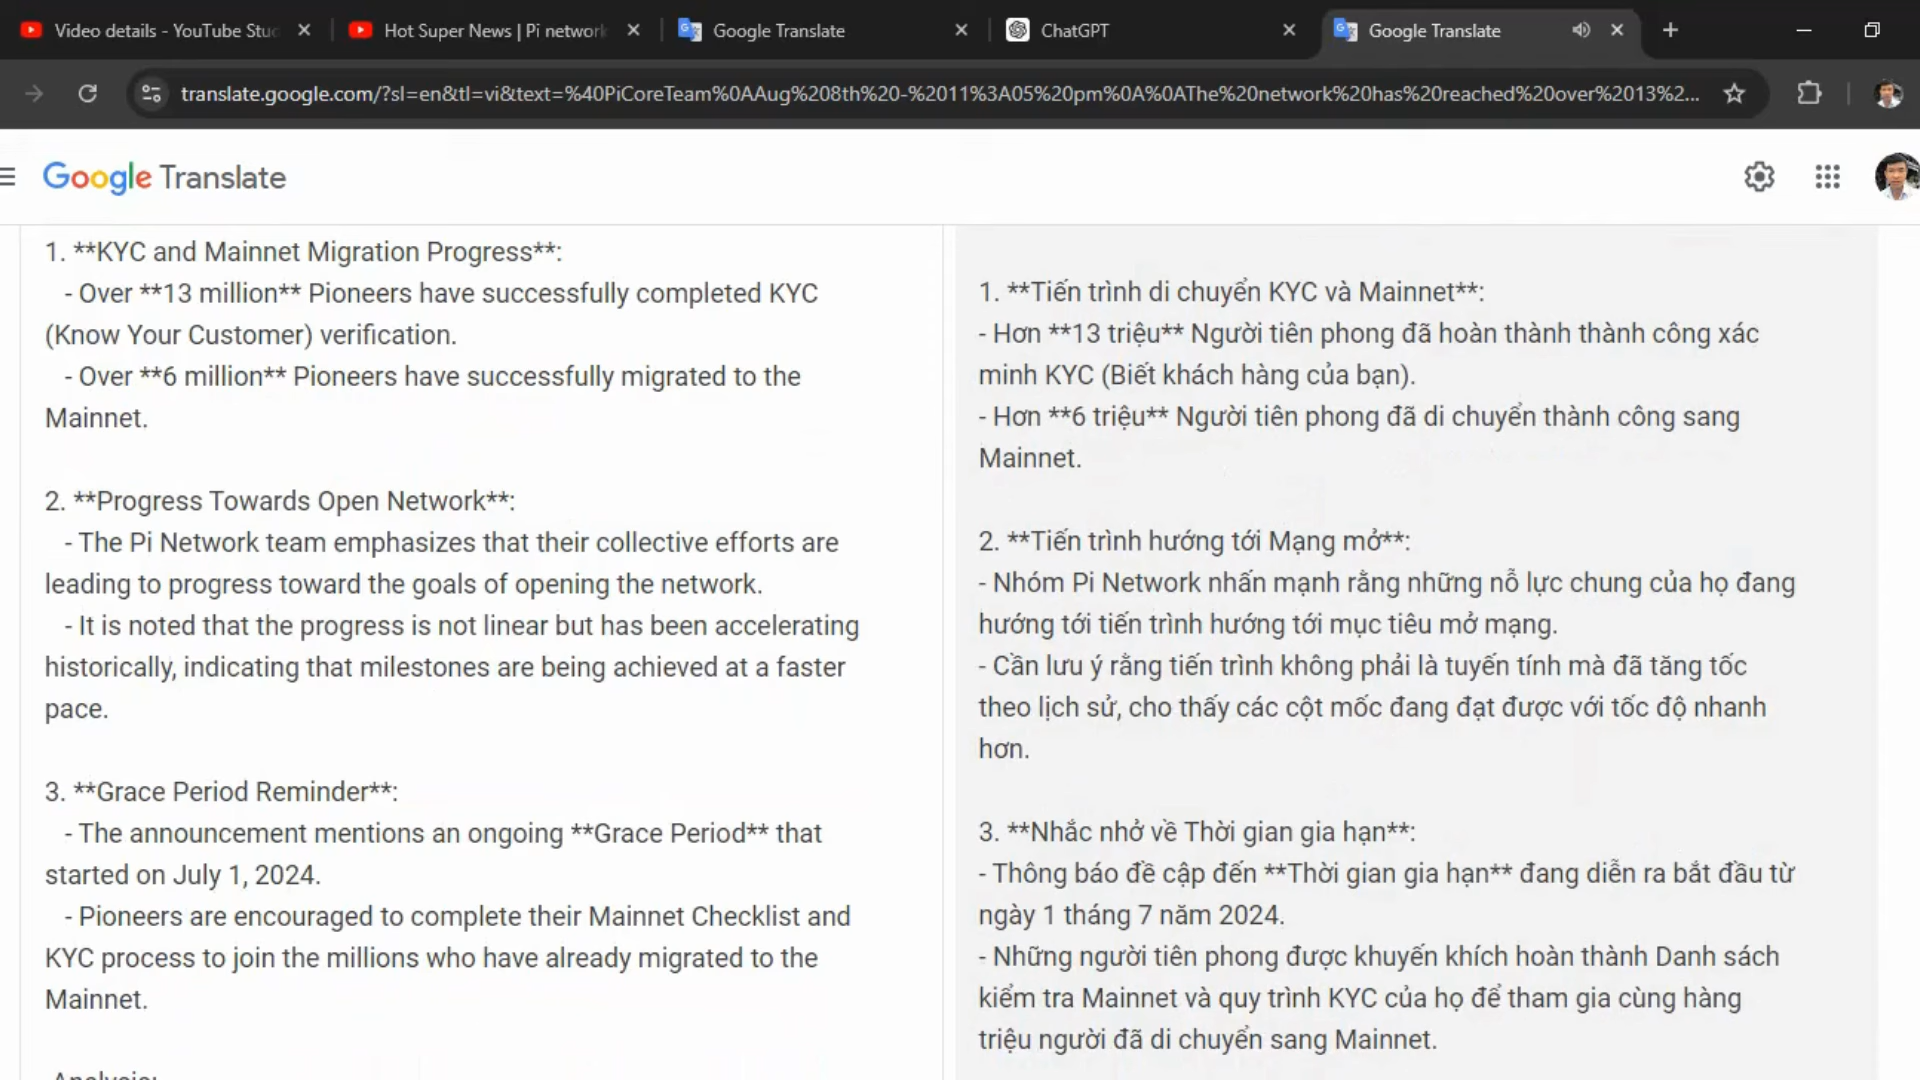 Video details - YouTube Stu
Hot Super News | Pi network
Google Translate
ChatGPT
Google Translate
translate.google.com/?sl=en&tl=vi&text=%40PiCoreTeam%0AAug%208th%20-%2011%3A05%20pm%0A%0AThe%20network%20has%20reached%20over%2013%2...
Google Translate
1. **KYC and Mainnet Migration Progress**:
- Over **13 million** Pioneers have successfully completed KYC
(Know Your Customer) verification.
- Over **6 million** Pioneers have successfully migrated to the
Mainnet.
2. **Progress Towards Open Network**:
- The Pi Network team emphasizes that their collective efforts are
leading to progress toward the goals of opening the network.
- It is noted that the progress is not linear but has been accelerating
historically, indicating that milestones are being achieved at a faster
pace.
3. **Grace Period Reminder**:
- The announcement mentions an ongoing **Grace Period** that
started on July 1, 2024.
- Pioneers are encouraged to complete their Mainnet Checklist and
KYC process to join the millions who have already migrated to the
Mainnet.
Analysis:
1. **Tiến trình di chuyển KYC và Mainnet**:
- Hơn **13 triệu** Người tiên phong đã hoàn thành thành công xác
minh KYC (Biết khách hàng của bạn).
- Hơn **6 triệu** Người tiên phong đã di chuyển thành công sang
Mainnet.
2. **Tiến trình hướng tới Mạng mở**:
- Nhóm Pi Network nhấn mạnh rằng những nỗ lực chung của họ đang
hướng tới tiến trình hướng tới mục tiêu mở mạng.
- Cần lưu ý rằng tiến trình không phải là tuyến tính mà đã tăng tốc
theo lịch sử, cho thấy các cột mốc đang đạt được với tốc độ nhanh
hơn.
3. **Nhắc nhở về Thời gian gia hạn**:
- Thông báo đề cập đến **Thời gian gia hạn** đang diễn ra bắt đầu từ
ngày 1 tháng 7 năm 2024.
- Những người tiên phong được khuyến khích hoàn thành Danh sách
kiểm tra Mainnet và quy trình KYC của họ để tham gia cùng hàng
triệu người đã di chuyển sang Mainnet.